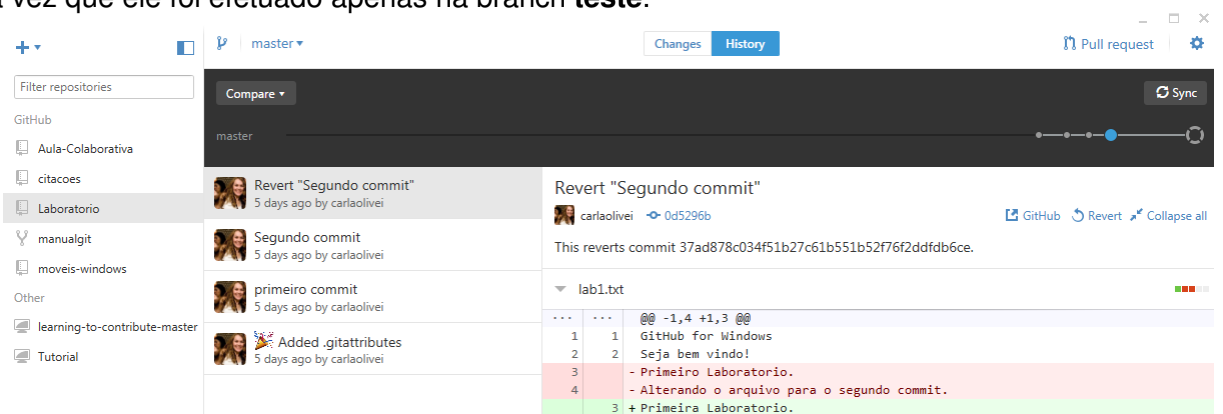 a vez que ele foi efetuado apenas na branch teste.
+
master
Changes History
Pull request
Filter repositories
Compare
Sync
GitHub
master
Aula-Colaborativa
citacoes
Laboratorio
manualgit
moveis-windows
Other
learning-to-contribute-master
Tutorial
Revert "Segundo commit"
5 days ago by carlaolivei
Segundo commit
5 days ago by carlaolivei
primeiro commit
5 days ago by carlaolivei
Added .gitattributes
5 days ago by carlaolivei
Revert "Segundo commit"
carlaolivei 0d5296b
GitHub Revert Collapse all
This reverts commit 37ad878c034f51b27c61b551b52f76f2ddfdb6ce.
lab1.txt
... ... @@ -1,4 +1,3 @@
1 1 GitHub for Windows
2 2 Seja bem vindo!
3 - Primeiro Laboratorio.
4 - Alterando o arquivo para o segundo commit.
3 + Primeira Laboratorio.